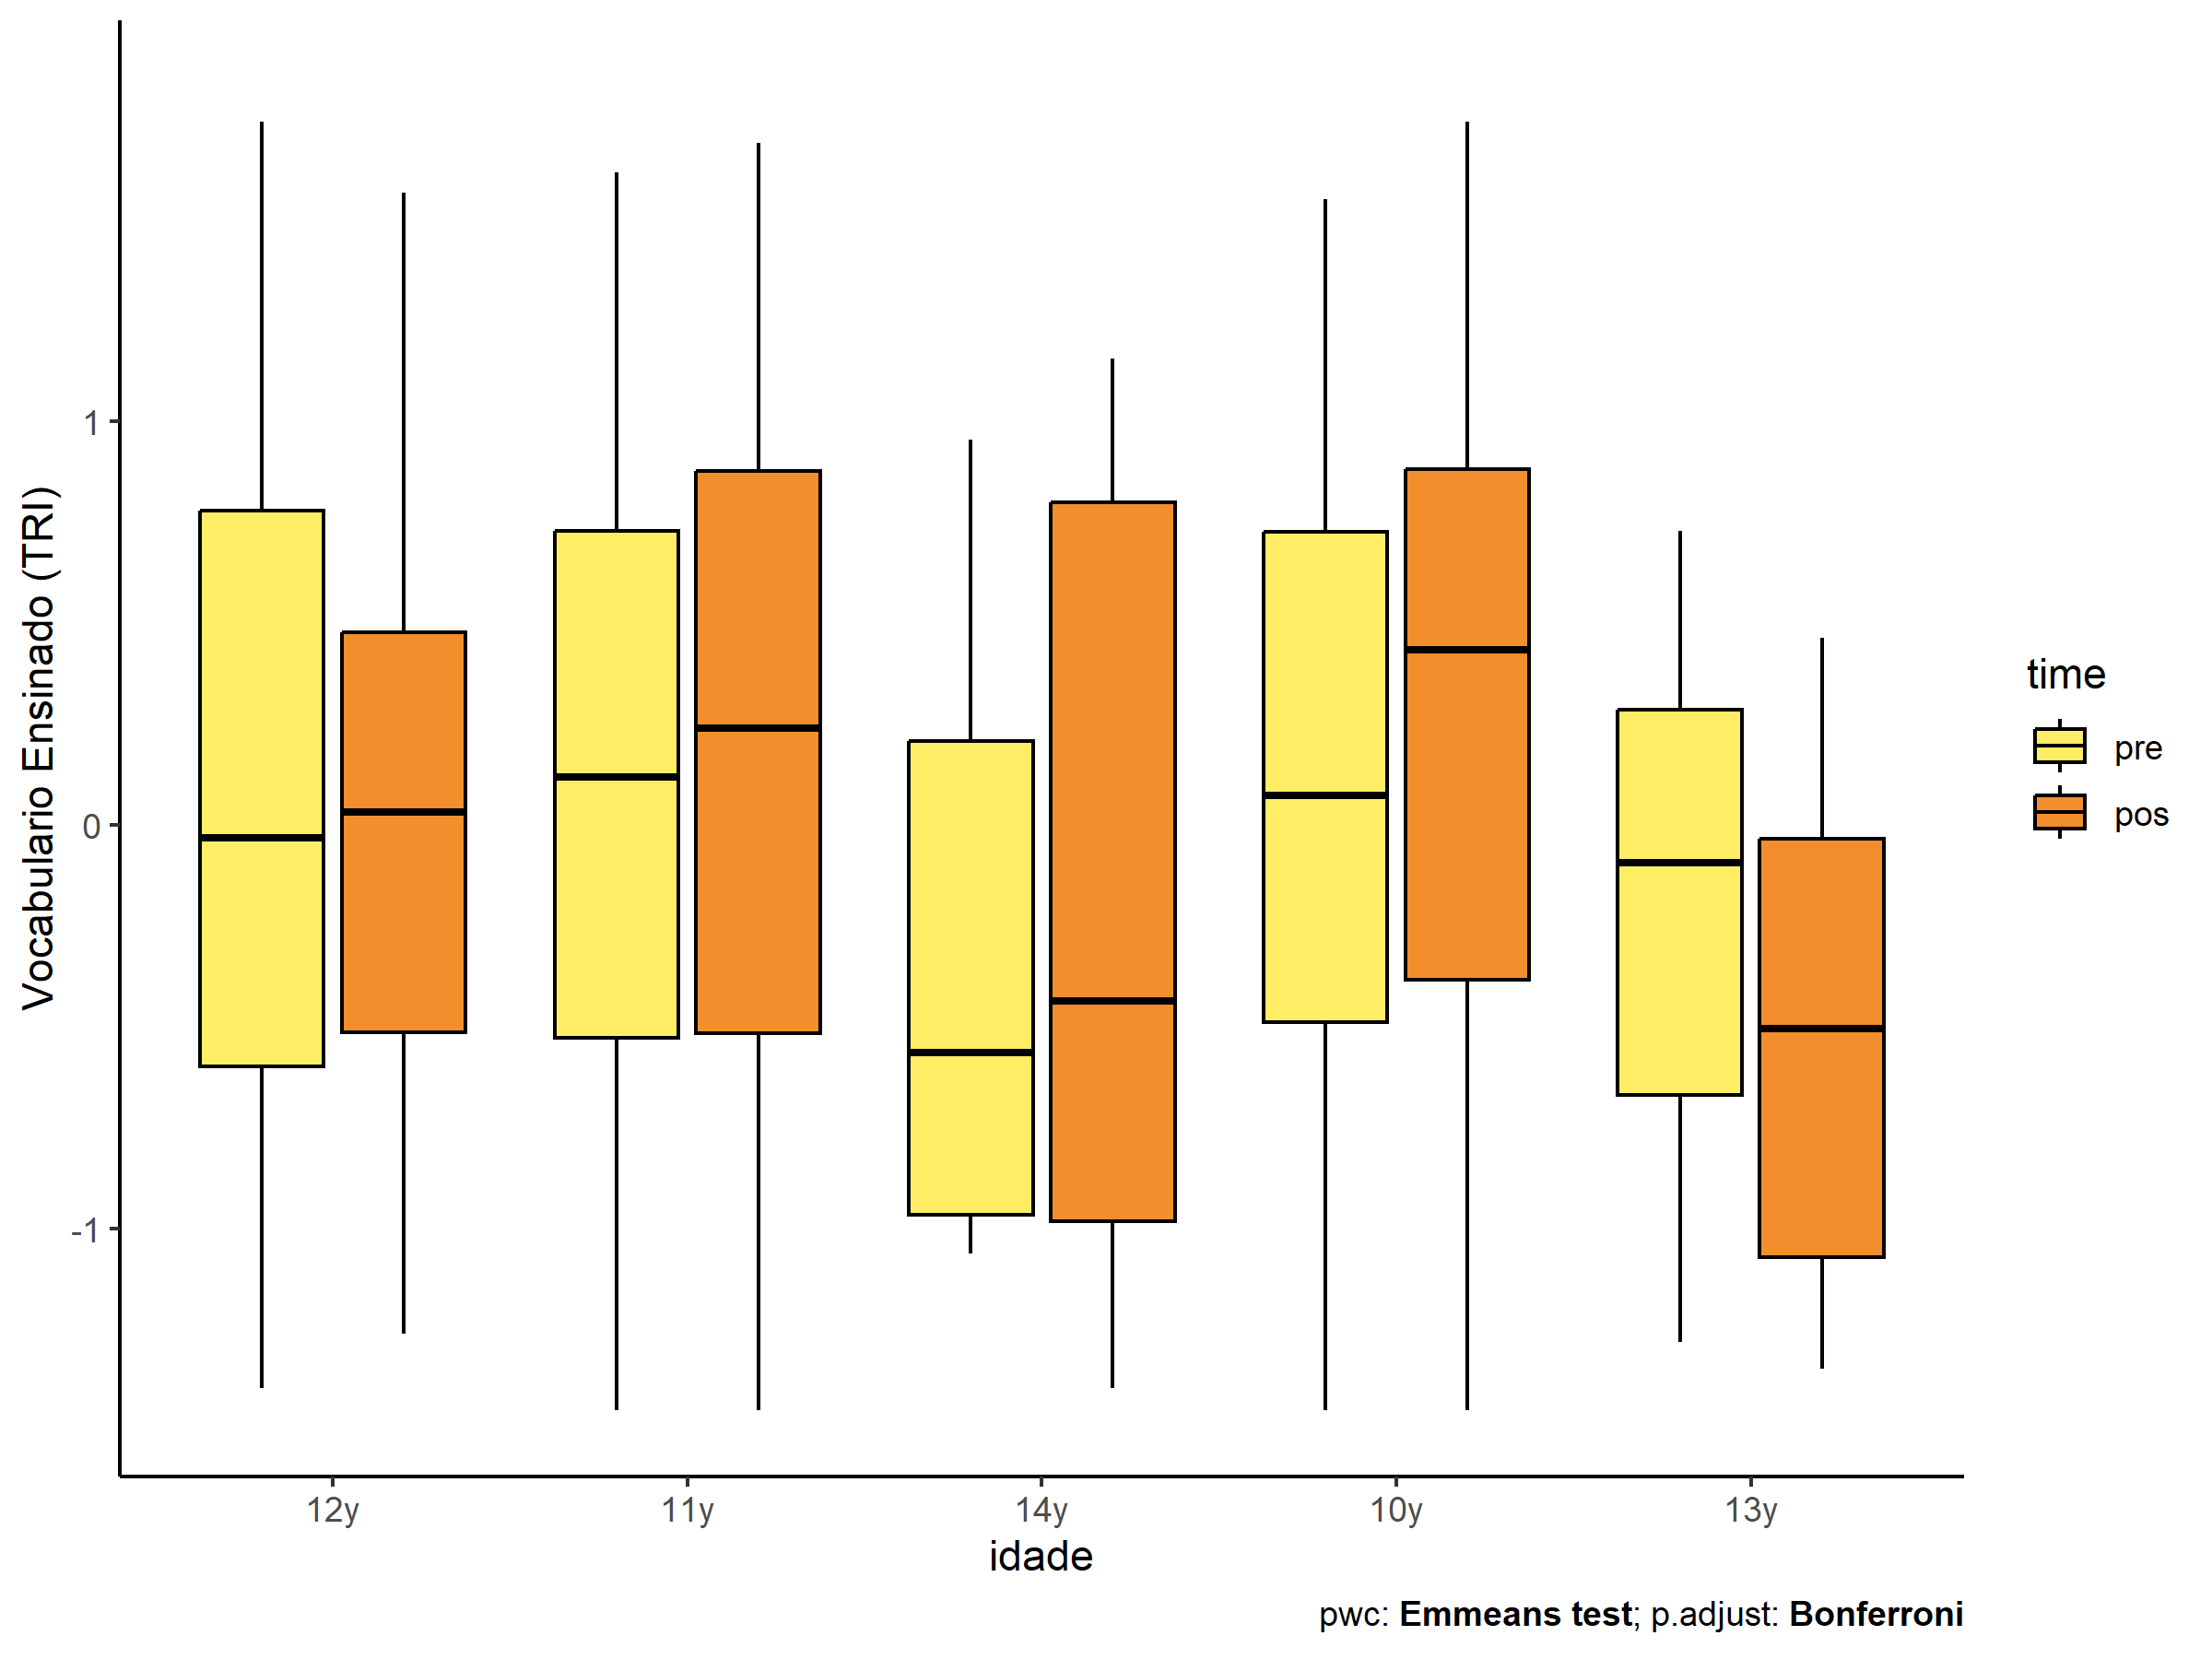 Vocabulario Ensinado (TRI)
1
0
-1
12y 11y 14y 10y 13y
idade
time
pre
pos
pwc: Emmeans test; p.adjust: Bonferroni